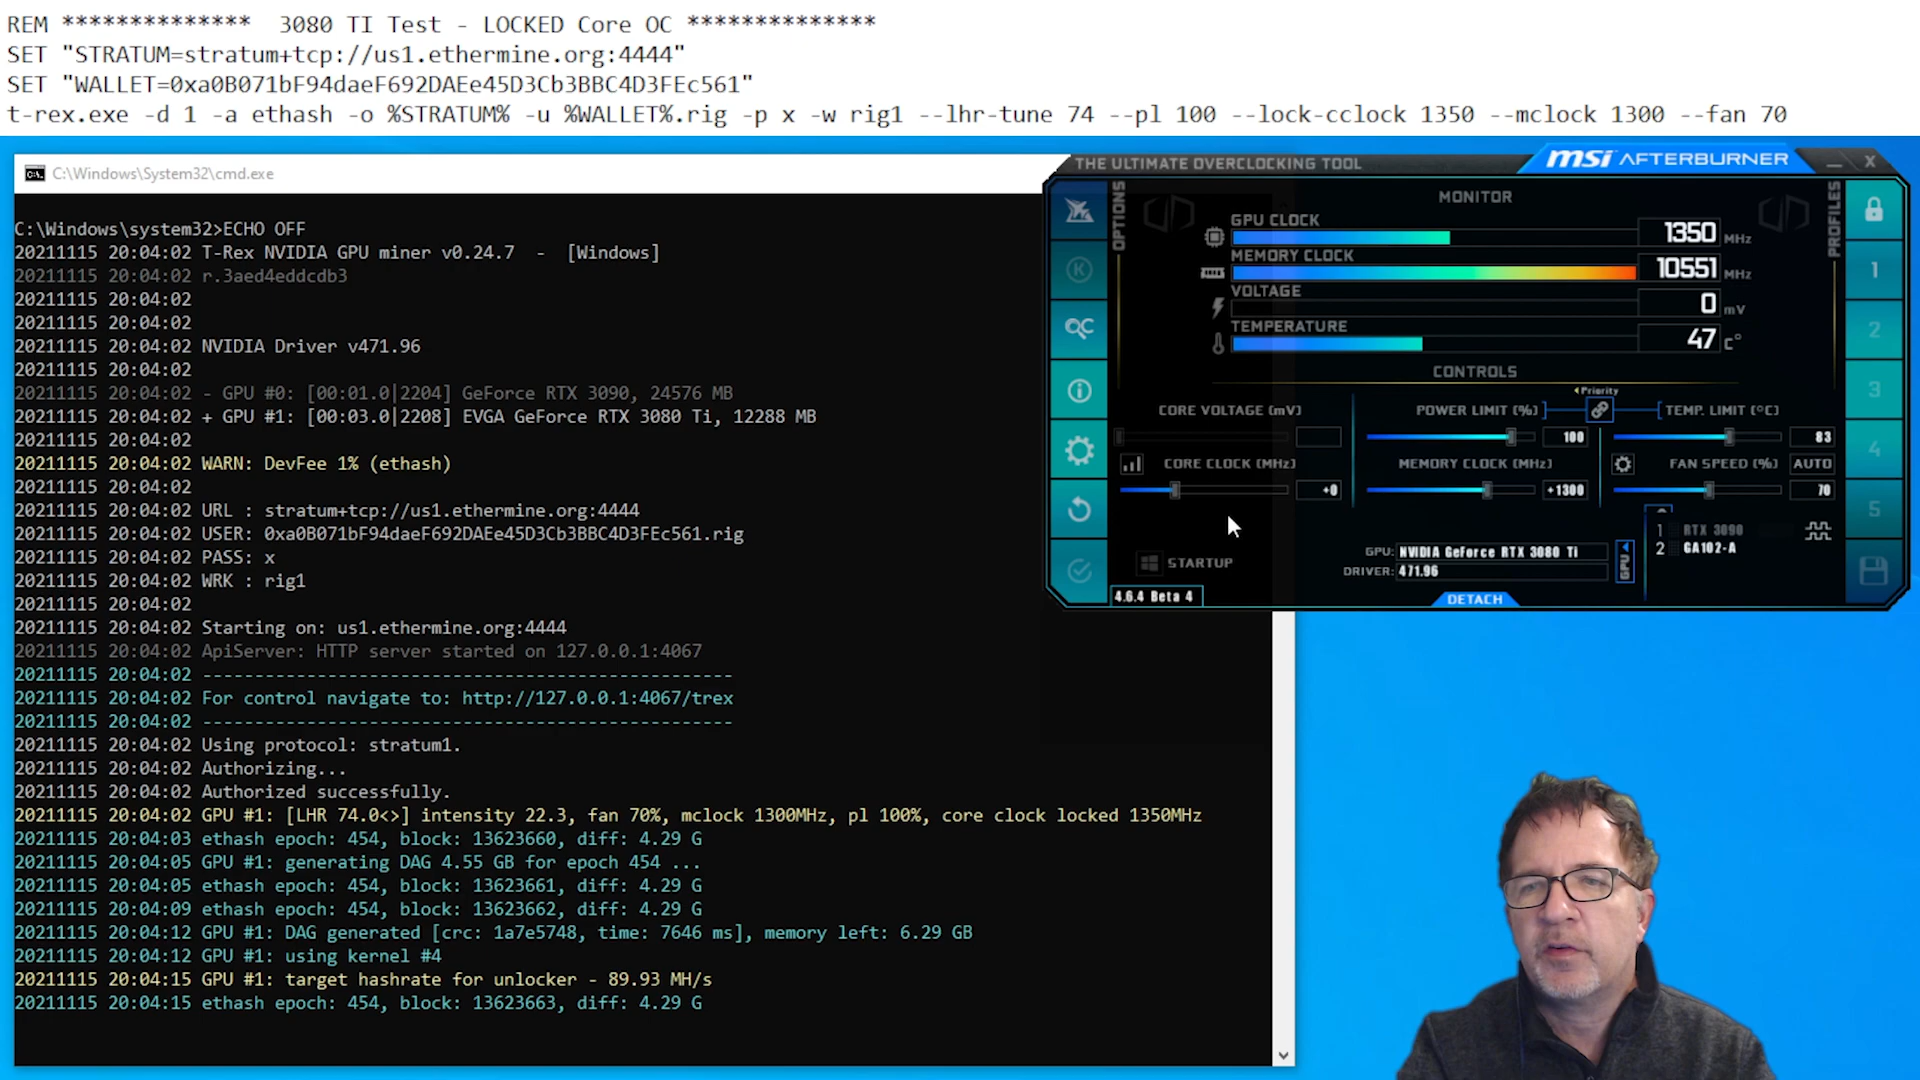 REM ************** 3080 TI Test - LOCKED Core OC **************
SET "STRATUM=stratum+tcp://us1.ethermine.org:4444"
SET "WALLET=0xa0B071bF94daeF692DAEe45D3Cb3BBC4D3FEc561"
t-rex.exe -d 1 -a ethash -o %STRATUM% -u %WALLET%.rig -p x -w rig1 --lhr-tune 74 --pl 100 --lock-cclock 1350 --mclock 1300 --fan 70
C:\Windows\System32\cmd.exe
C:\Windows\system32>ECHO OFF
20211115 20:04:02 T-Rex NVIDIA GPU miner v0.24.7 - [Windows]
20211115 20:04:02 r.3aed4eddcdb3
20211115 20:04:02
20211115 20:04:02
20211115 20:04:02 NVIDIA Driver v471.96
20211115 20:04:02
20211115 20:04:02 - GPU #0: [00:01.0|2204] GeForce RTX 3090, 24576 MB
20211115 20:04:02 + GPU #1: [00:03.0|2208] EVGA GeForce RTX 3080 Ti, 12288 MB
20211115 20:04:02
20211115 20:04:02 WARN: DevFee 1% (ethash)
20211115 20:04:02
20211115 20:04:02 URL : stratum+tcp://us1.ethermine.org:4444
20211115 20:04:02 USER: 0xa0B071bF94daeF692DAEe45D3Cb3BBC4D3FEc561.rig
20211115 20:04:02 PASS: x
20211115 20:04:02 WRK : rig1
20211115 20:04:02
20211115 20:04:02 Starting on: us1.ethermine.org:4444
20211115 20:04:02 ApiServer: HTTP server started on 127.0.0.1:4067
20211115 20:04:02 ---------------------------------------------------
20211115 20:04:02 For control navigate to: http://127.0.0.1:4067/trex
20211115 20:04:02 ---------------------------------------------------
20211115 20:04:02 Using protocol: stratum1.
20211115 20:04:02 Authorizing...
20211115 20:04:02 Authorized successfully.
20211115 20:04:02 GPU #1: [LHR 74.0<>] intensity 22.3, fan 70%, mclock 1300MHz, pl 100%, core clock locked 1350MHz
20211115 20:04:03 ethash epoch: 454, block: 13623660, diff: 4.29 G
20211115 20:04:05 GPU #1: generating DAG 4.55 GB for epoch 454 ...
20211115 20:04:05 ethash epoch: 454, block: 13623661, diff: 4.29 G
20211115 20:04:09 ethash epoch: 454, block: 13623662, diff: 4.29 G
20211115 20:04:12 GPU #1: DAG generated [crc: 1a7e5748, time: 7646 ms], memory left: 6.29 GB
20211115 20:04:12 GPU #1: using kernel #4
20211115 20:04:15 GPU #1: target hashrate for unlocker - 89.93 MH/s
20211115 20:04:15 ethash epoch: 454, block: 13623663, diff: 4.29 G
THE ULTIMATE OVERCLOCKING TOOL
msi AFTERBURNER
OPTIONS
MONITOR
PROFILES
GPU CLOCK 1350 MHz
MEMORY CLOCK 10551 MHz
VOLTAGE 0 mV
TEMPERATURE 47 C°
CONTROLS
Priority
CORE VOLTAGE (mV) POWER LIMIT (%) TEMP. LIMIT (°C)
100 83
CORE CLOCK (MHz) MEMORY CLOCK (MHz) FAN SPEED (%) AUTO
+0 +1300 70
GPU: NVIDIA GeForce RTX 3080 Ti
DRIVER: 471.96
GPU
1 RTX 3090
2 GA102-A
STARTUP
4.6.4 Beta 4
DETACH
K
OC
i
1
2
3
4
5